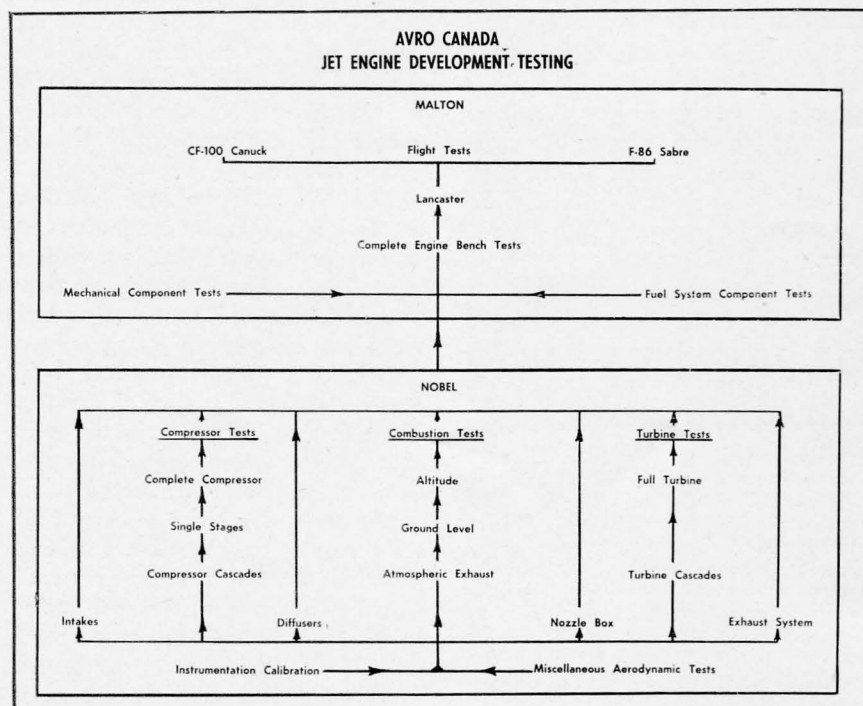 AVRO CANADA
JET ENGINE DEVELOPMENT TESTING
MALTON
CF-100 Canuck Flight Tests F-86 Sabre
Lancaster
Complete Engine Bench Tests
Mechanical Component Tests Fuel System Component Tests
NOBEL
Compressor Tests Combustion Tests Turbine Tests
Complete Compressor Altitude Full Turbine
Single Stages Ground Level
Compressor Cascades Atmospheric Exhaust Turbine Cascades
Intakes Diffusers Nozzle Box Exhaust System
Instrumentation Calibration Miscellaneous Aerodynamic Tests